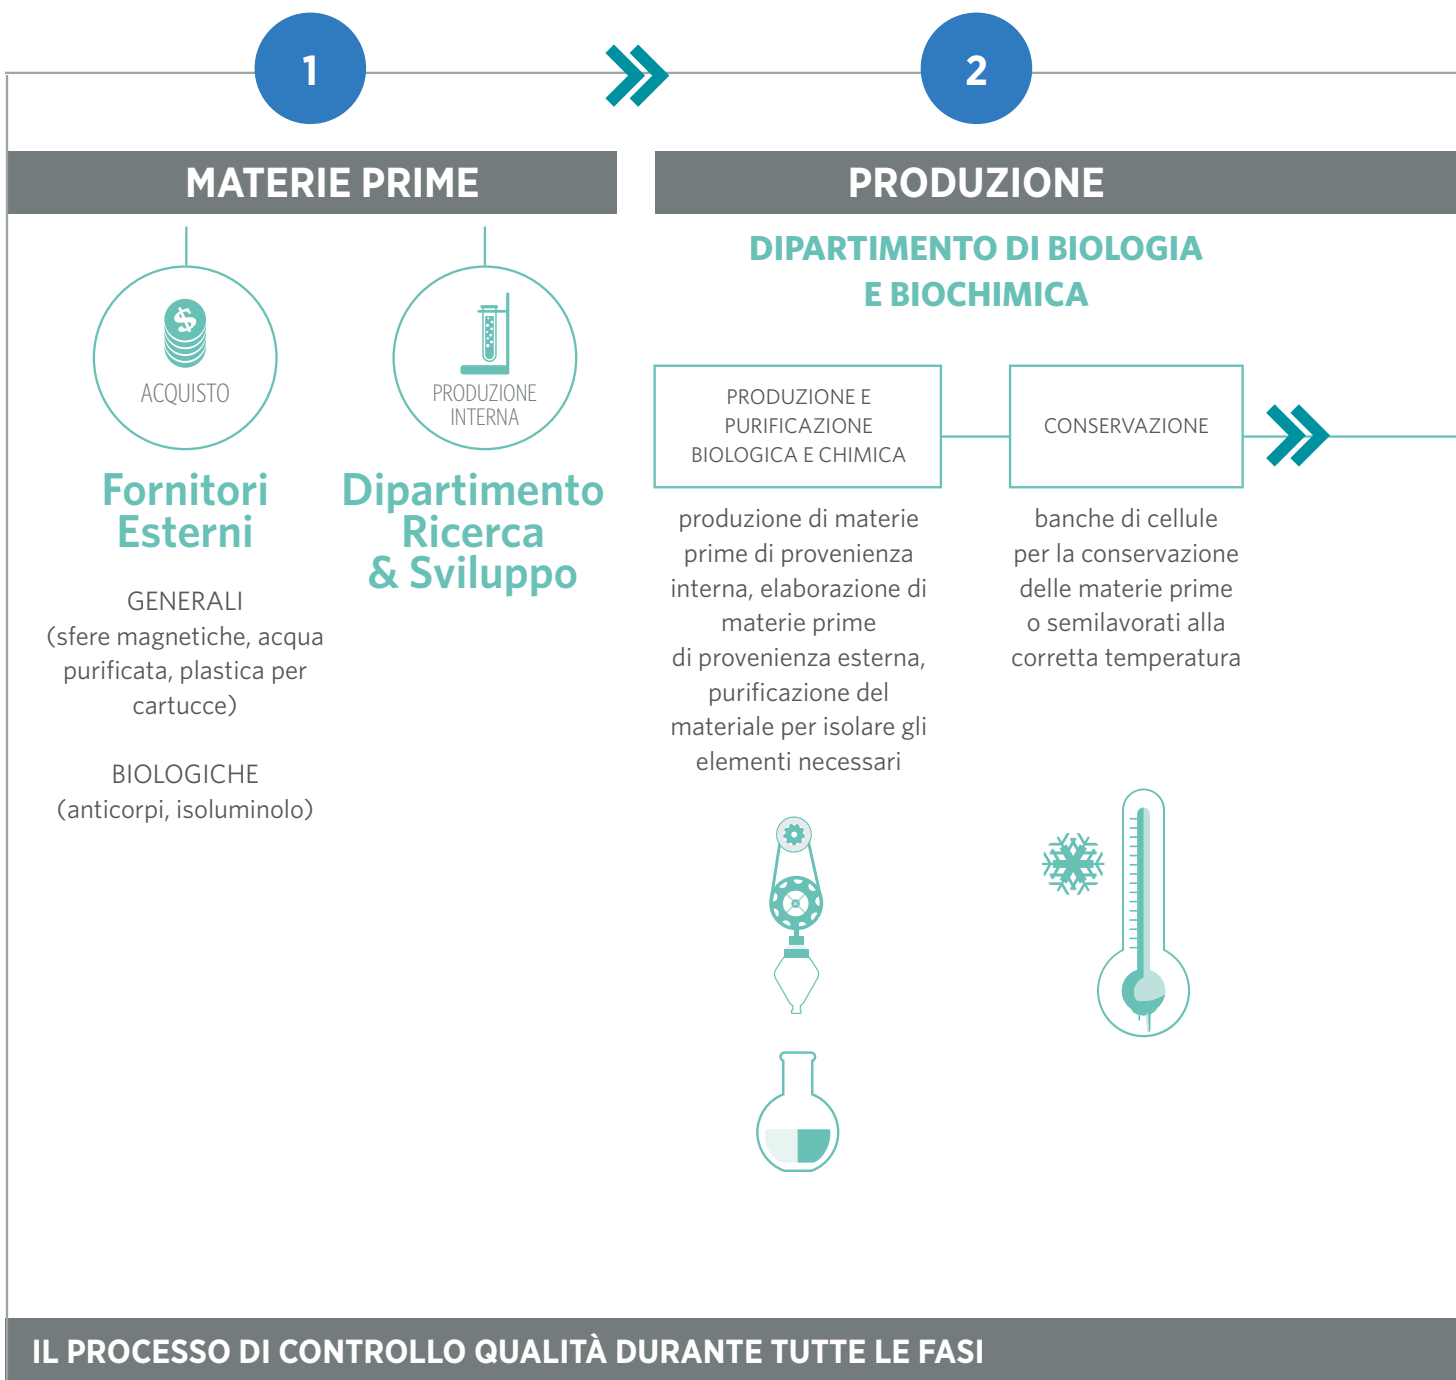 1
2
MATERIE PRIME
PRODUZIONE
$
ACQUISTO
PRODUZIONE
INTERNA
Fornitori
Esterni
GENERALI
(sfere magnetiche, acqua
purificata, plastica per
cartucce)
BIOLOGICHE
(anticorpi, isoluminolo)
Dipartimento
Ricerca
& Sviluppo
DIPARTIMENTO DI BIOLOGIA
E BIOCHIMICA
PRODUZIONE E
PURIFICAZIONE
BIOLOGICA E CHIMICA
produzione di materie
prime di provenienza
interna, elaborazione di
materie prime
di provenienza esterna,
purificazione del
materiale per isolare gli
elementi necessari
CONSERVAZIONE
banche di cellule
per la conservazione
delle materie prime
o semilavorati alla
corretta temperatura
IL PROCESSO DI CONTROLLO QUALITÀ DURANTE TUTTE LE FASI